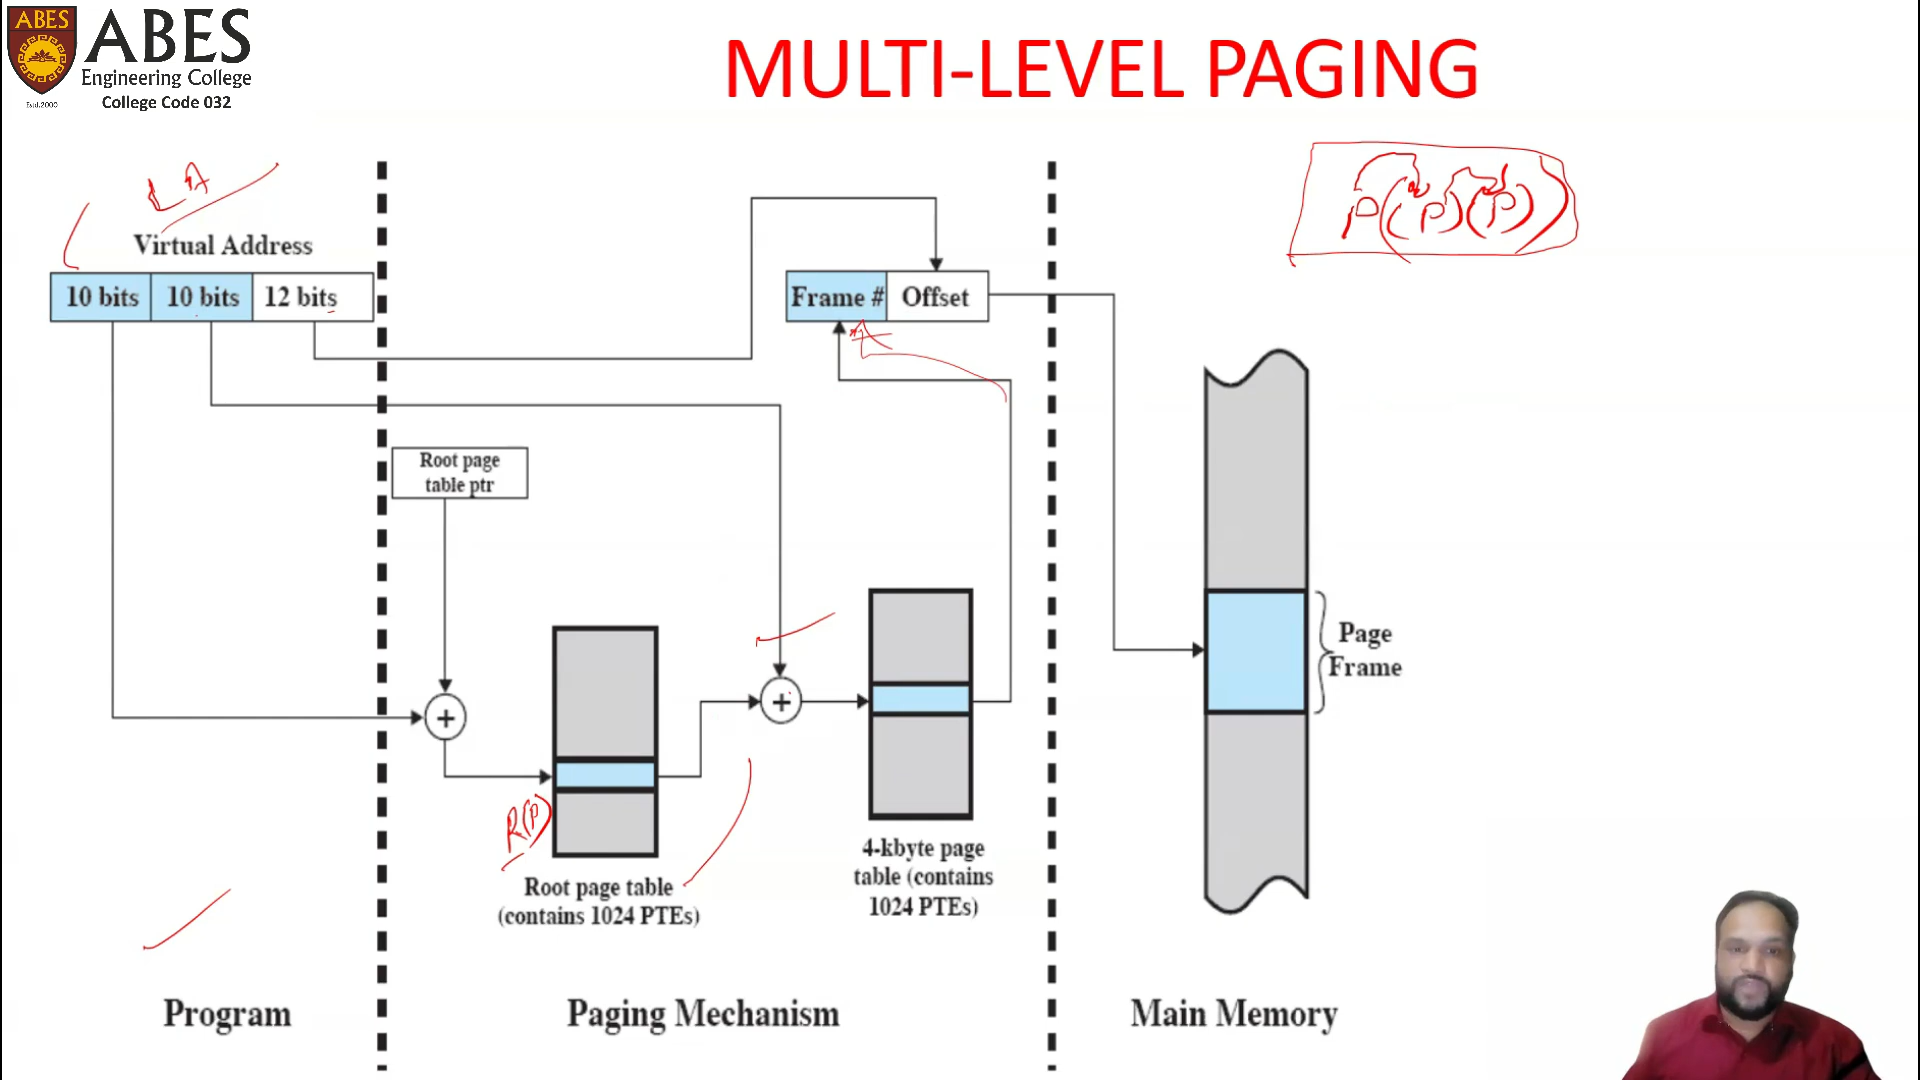 ABES
ABES
Engineering College
College Code 032
Estd.2000
MULTI-LEVEL PAGING
L A
P(P)(P))
Virtual Address
10 bits 10 bits 12 bits
Frame # Offset
Root page
table ptr
+
+
R(P)
Root page table
(contains 1024 PTEs)
4-kbyte page
table (contains
1024 PTEs)
Page
Frame
Program
Paging Mechanism
Main Memory